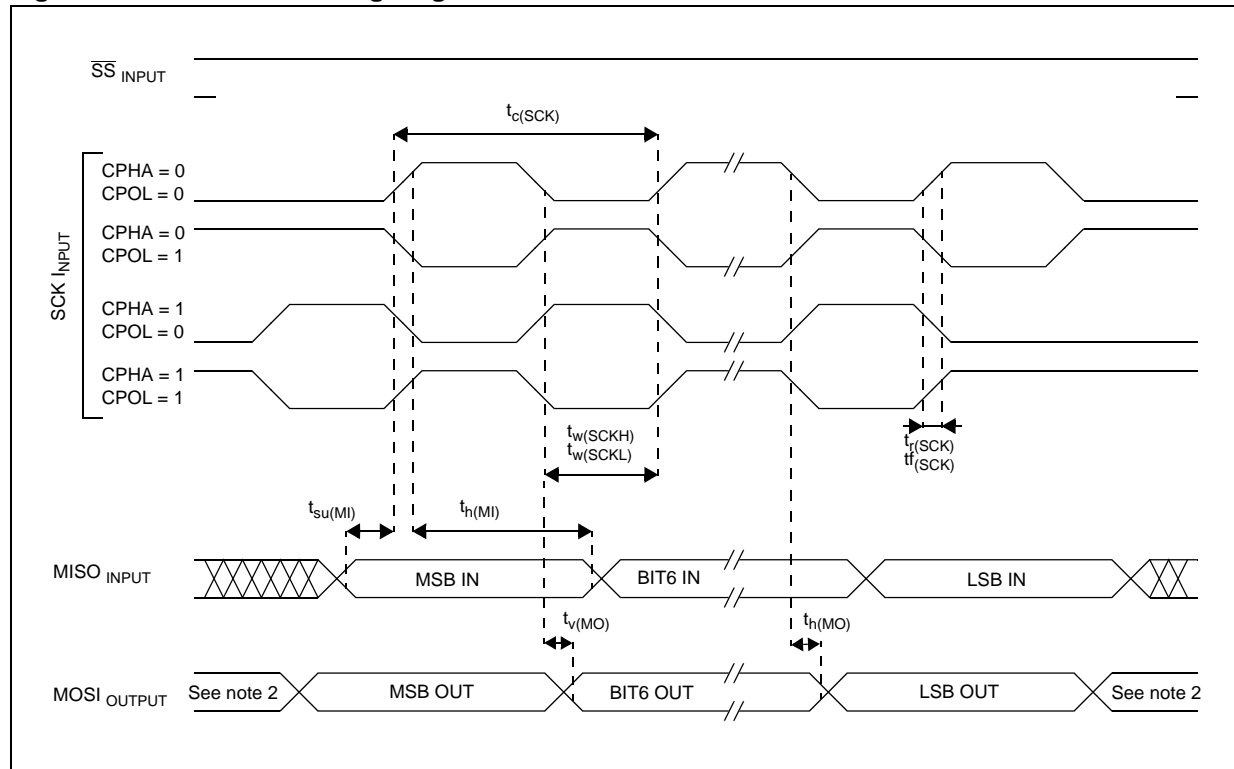 SS INPUT
tc(SCK)
SCK INPUT
CPHA = 0
CPOL = 0
CPHA = 0
CPOL = 1
CPHA = 1
CPOL = 0
CPHA = 1
CPOL = 1
tw(SCKH)
tw(SCKL)
tr(SCK)
tf(SCK)
tsu(MI)
th(MI)
MISO INPUT
MSB IN
BIT6 IN
LSB IN
tv(MO)
th(MO)
MOSI OUTPUT
See note 2
MSB OUT
BIT6 OUT
LSB OUT
See note 2